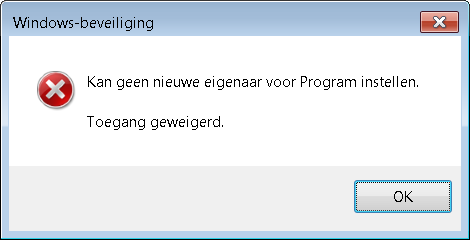 Windows-beveiliging
Kan geen nieuwe eigenaar voor Program instellen.
Toegang geweigerd.
OK